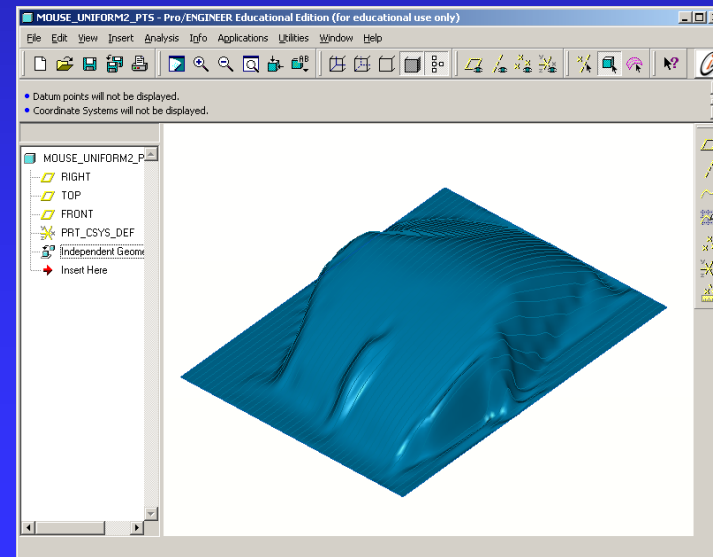 MOUSE_UNIFORM2_PTS - Pro/ENGINEER Educational Edition (for educational use only)
File Edit View Insert Analysis Info Applications Utilities Window Help
• Datum points will not be displayed.
• Coordinate Systems will not be displayed.
MOUSE_UNIFORM2_P
RIGHT
TOP
FRONT
PRT_CSYS_DEF
Independent Geome
Insert Here